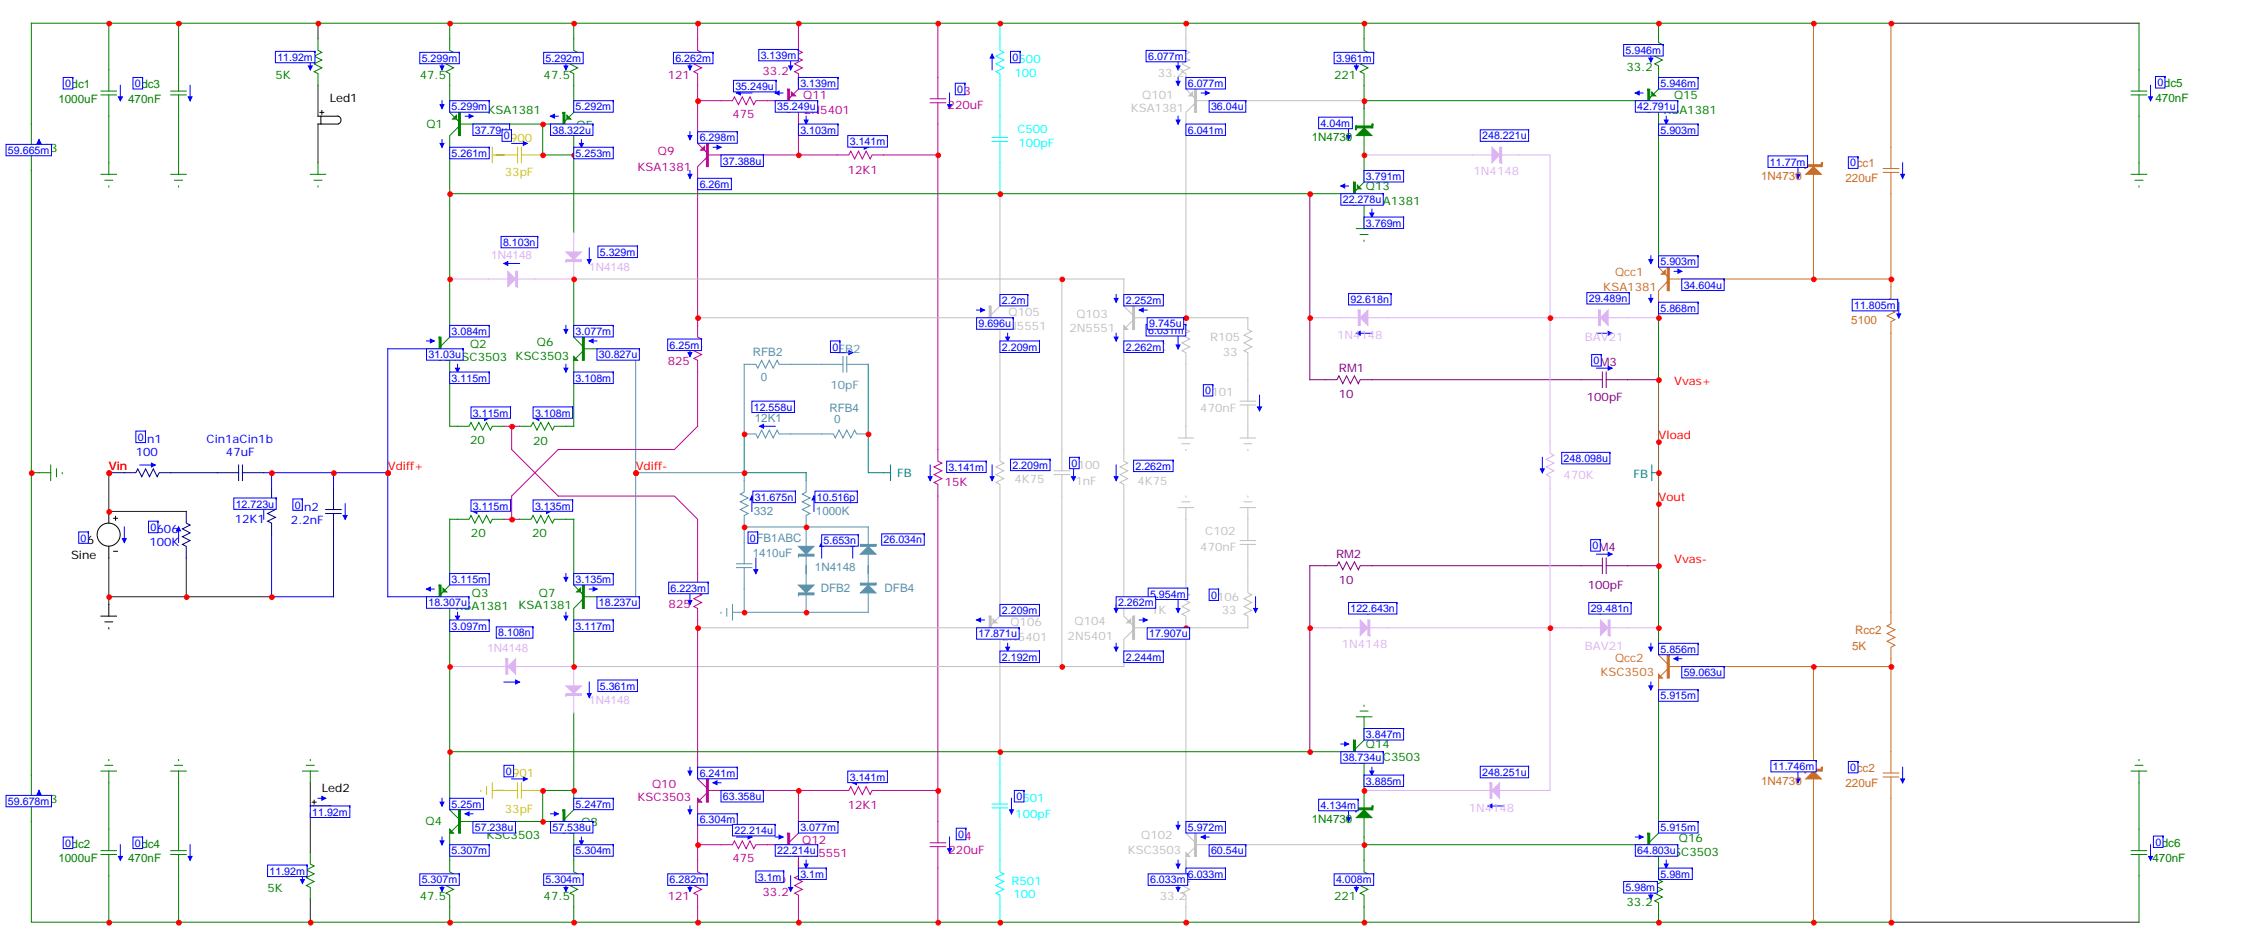 11.92m
5K
Led1
5.299m
47.5
5.292m
47.5
6.262m
121
3.139m
33.2
3.139m
35.249u
475
Q11
35.249u
3.103m
1000uF
470nF
220uF
100
C500
100pF
6.077m
6.077m
Q101
KSA1381
36.04u
6.041m
3.961m
221
4.04m
5.946m
33.2
5.946m
Q15
42.791u
5.903m
470nF
Q1
5.299m
KSA1381
5.292m
38.322u
5.261m
5.253m
33pF
59.665m
Q9
KSA1381
6.298m
37.388u
6.26m
3.141m
12K1
248.221u
1N4148
3.791m
Q13
22.278u
3.769m
11.77m
220uF
8.103n
1N4148
5.329m
1N4148
Qcc1
KSA1381
5.903m
34.604u
5.868m
11.805m
5100
2.2m
Q105
9.696u
2.209m
Q103
2N5551
2.252m
9.745u
2.262m
R105
33
92.618n
1N4148
29.489n
BAV21
3.084m
Q2
31.03u
3.115m
Q6
KSC3503
3.077m
30.827u
3.108m
6.25m
825
RFB2
0
10pF
12.558u
12K1
RFB4
0
RM1
10
100pF
Vvas+
470nF
3.115m
20
3.108m
20
100
Cin1aCin1b
47uF
Vin
Vdiff+
Vdiff-
FB
3.141m
15K
2.209m
4K75
1nF
2.262m
4K75
248.098u
470K
Vload
FB
Vout
Sine
100K
12.723u
12K1
2.2nF
3.115m
20
3.135m
20
31.675n
332
10.516p
1000K
1410uF
5.653n
1N4148
26.034n
DFB2
DFB4
C102
470nF
RM2
10
100pF
Vvas-
3.115m
Q3
18.307u
3.097m
Q7
KSA1381
3.135m
18.237u
3.117m
6.223m
2.209m
Q106
17.871u
2.192m
Q104
2N5401
2.262m
5.954m
17.907u
2.244m
33
122.643n
1N4148
29.481n
BAV21
Rcc2
5K
8.108n
1N4148
5.361m
1N4148
Qcc2
KSC3503
5.856m
59.063u
5.915m
3.847m
Q14
38.734u
3.885m
248.251u
1N4148
11.746m
220uF
59.678m
Led2
11.92m
33pF
Q4
5.25m
57.238u
KSC3503
5.307m
5.247m
57.538u
5.304m
Q10
KSC3503
6.241m
63.358u
6.304m
3.141m
12K1
22.214u
475
3.077m
Q12
22.214u
3.1m
220uF
100pF
Q102
KSC3503
5.972m
60.54u
6.033m
4.134m
5.915m
Q16
64.803u
5.98m
1000uF
470nF
470nF
11.92m
5K
5.307m
47.5
5.304m
47.5
6.282m
121
3.1m
33.2
R501
100
6.033m
33.2
4.008m
221
5.98m
33.2